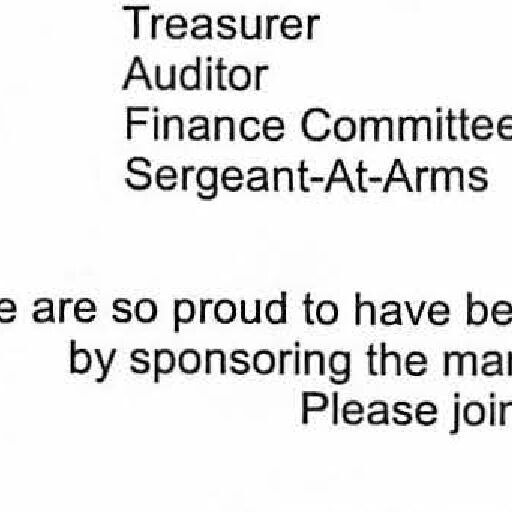 Treasurer
Auditor
Finance Committee
Sergeant-At-Arms
e are so proud to have be
by sponsoring the mar
Please join